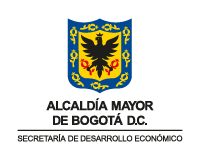 ALCALDÍA MAYOR
DE BOGOTÁ D.C.
SECRETARÍA DE DESARROLLO ECONÓMICO